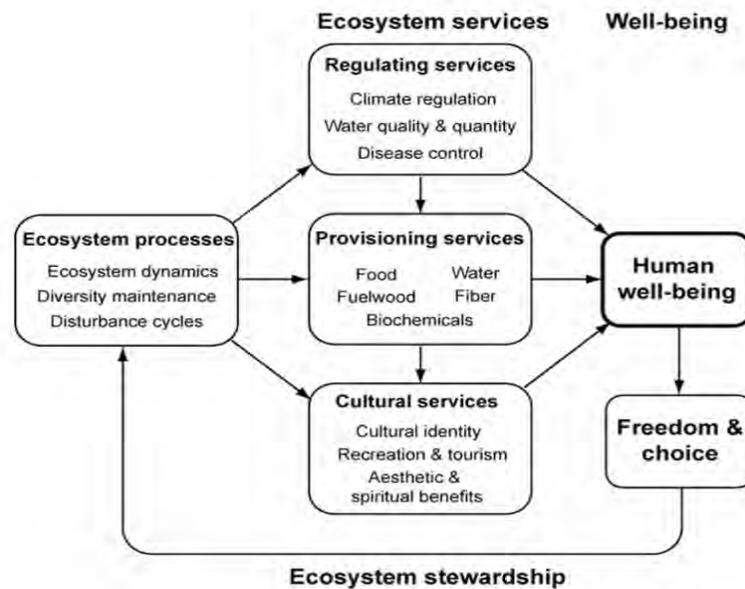 Ecosystem services
Well-being
Regulating services
Climate regulation
Water quality & quantity
Disease control
Ecosystem processes
Ecosystem dynamics
Diversity maintenance
Disturbance cycles
Provisioning services
Food Water
Fuelwood Fiber
Biochemicals
Human
well-being
Cultural services
Cultural identity
Recreation & tourism
Aesthetic &
spiritual benefits
Freedom &
choice
Ecosystem stewardship